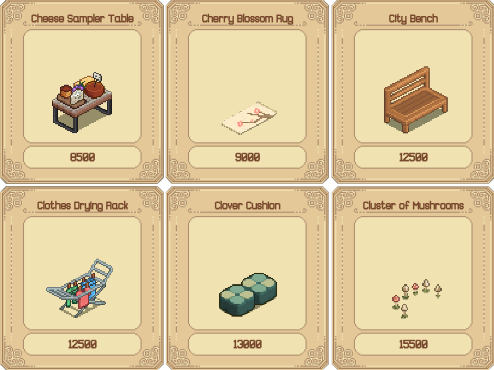 Cheese Sampler Table
8500
Cherry Blossom Rug
9000
City Bench
12500
Clothes Drying Rack
12500
Clover Cushion
13000
Cluster of Mushrooms
15500